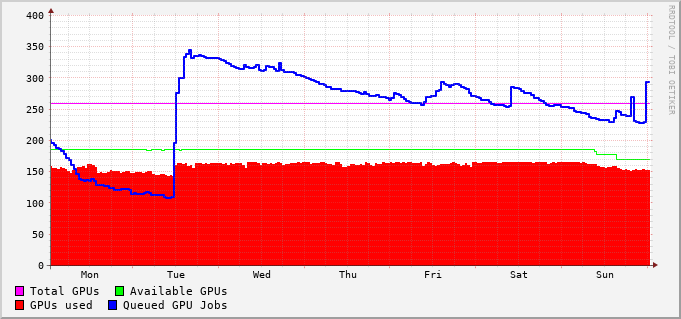 400
350
300
250
200
150
100
50
0
Mon Tue Wed Thu Fri Sat Sun
RRDTOOL / TOBI OETIKER
Total GPUs Available GPUs
GPUs used Queued GPU Jobs